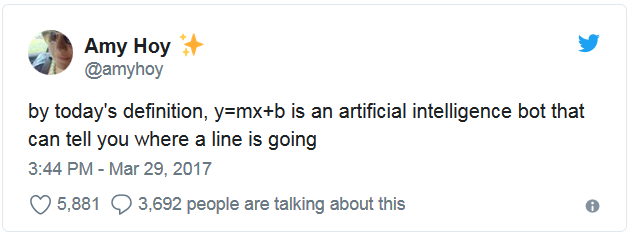 Amy Hoy ✨
@amyhoy
by today's definition, y=mx+b is an artificial intelligence bot that
can tell you where a line is going
3:44 PM - Mar 29, 2017
5,881 3,692 people are talking about this